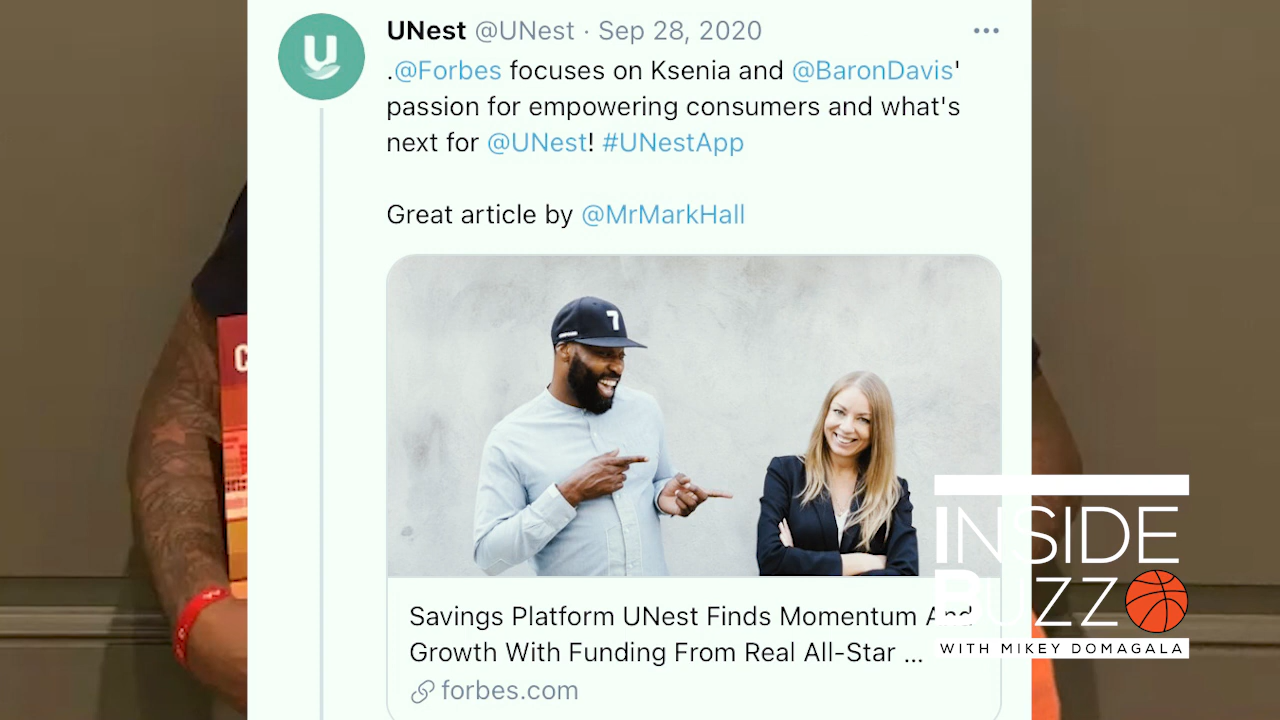 UNest @UNest · Sep 28, 2020
.@Forbes focuses on Ksenia and @BaronDavis'
passion for empowering consumers and what's
next for @UNest! #UNestApp
Great article by @MrMarkHall
7
Savings Platform UNest Finds Momentum And
Growth With Funding From Real All-Star ...
forbes.com
U
C
INSIDE
BUZZ
WITH MIKEY DOMAGALA